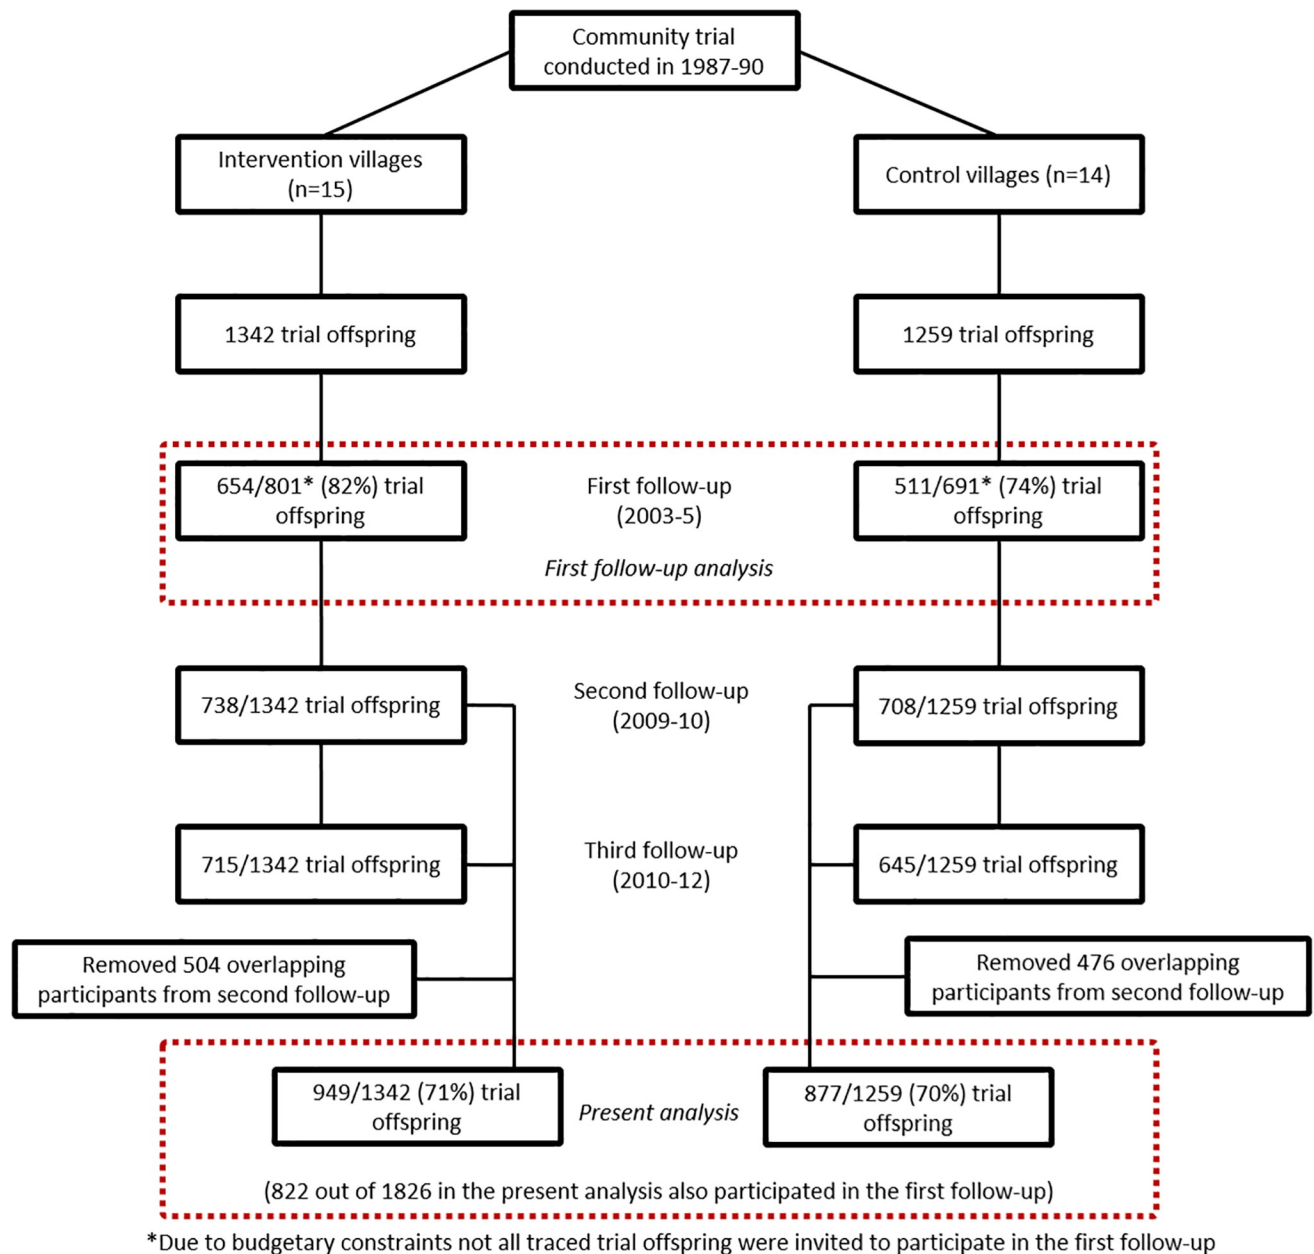 Community trial
conducted in 1987-90
Intervention villages
(n=15)
Control villages (n=14)
1342 trial offspring
1259 trial offspring
654/801* (82%) trial
offspring
First follow-up
(2003-5)
511/691* (74%) trial
offspring
First follow-up analysis
738/1342 trial offspring
Second follow-up
(2009-10)
708/1259 trial offspring
715/1342 trial offspring
Third follow-up
(2010-12)
645/1259 trial offspring
Removed 504 overlapping
participants from second follow-up
Removed 476 overlapping
participants from second follow-up
949/1342 (71%) trial
offspring
Present analysis
877/1259 (70%) trial
offspring
(822 out of 1826 in the present analysis also participated in the first follow-up)
*Due to budgetary constraints not all traced trial offspring were invited to participate in the first follow-up